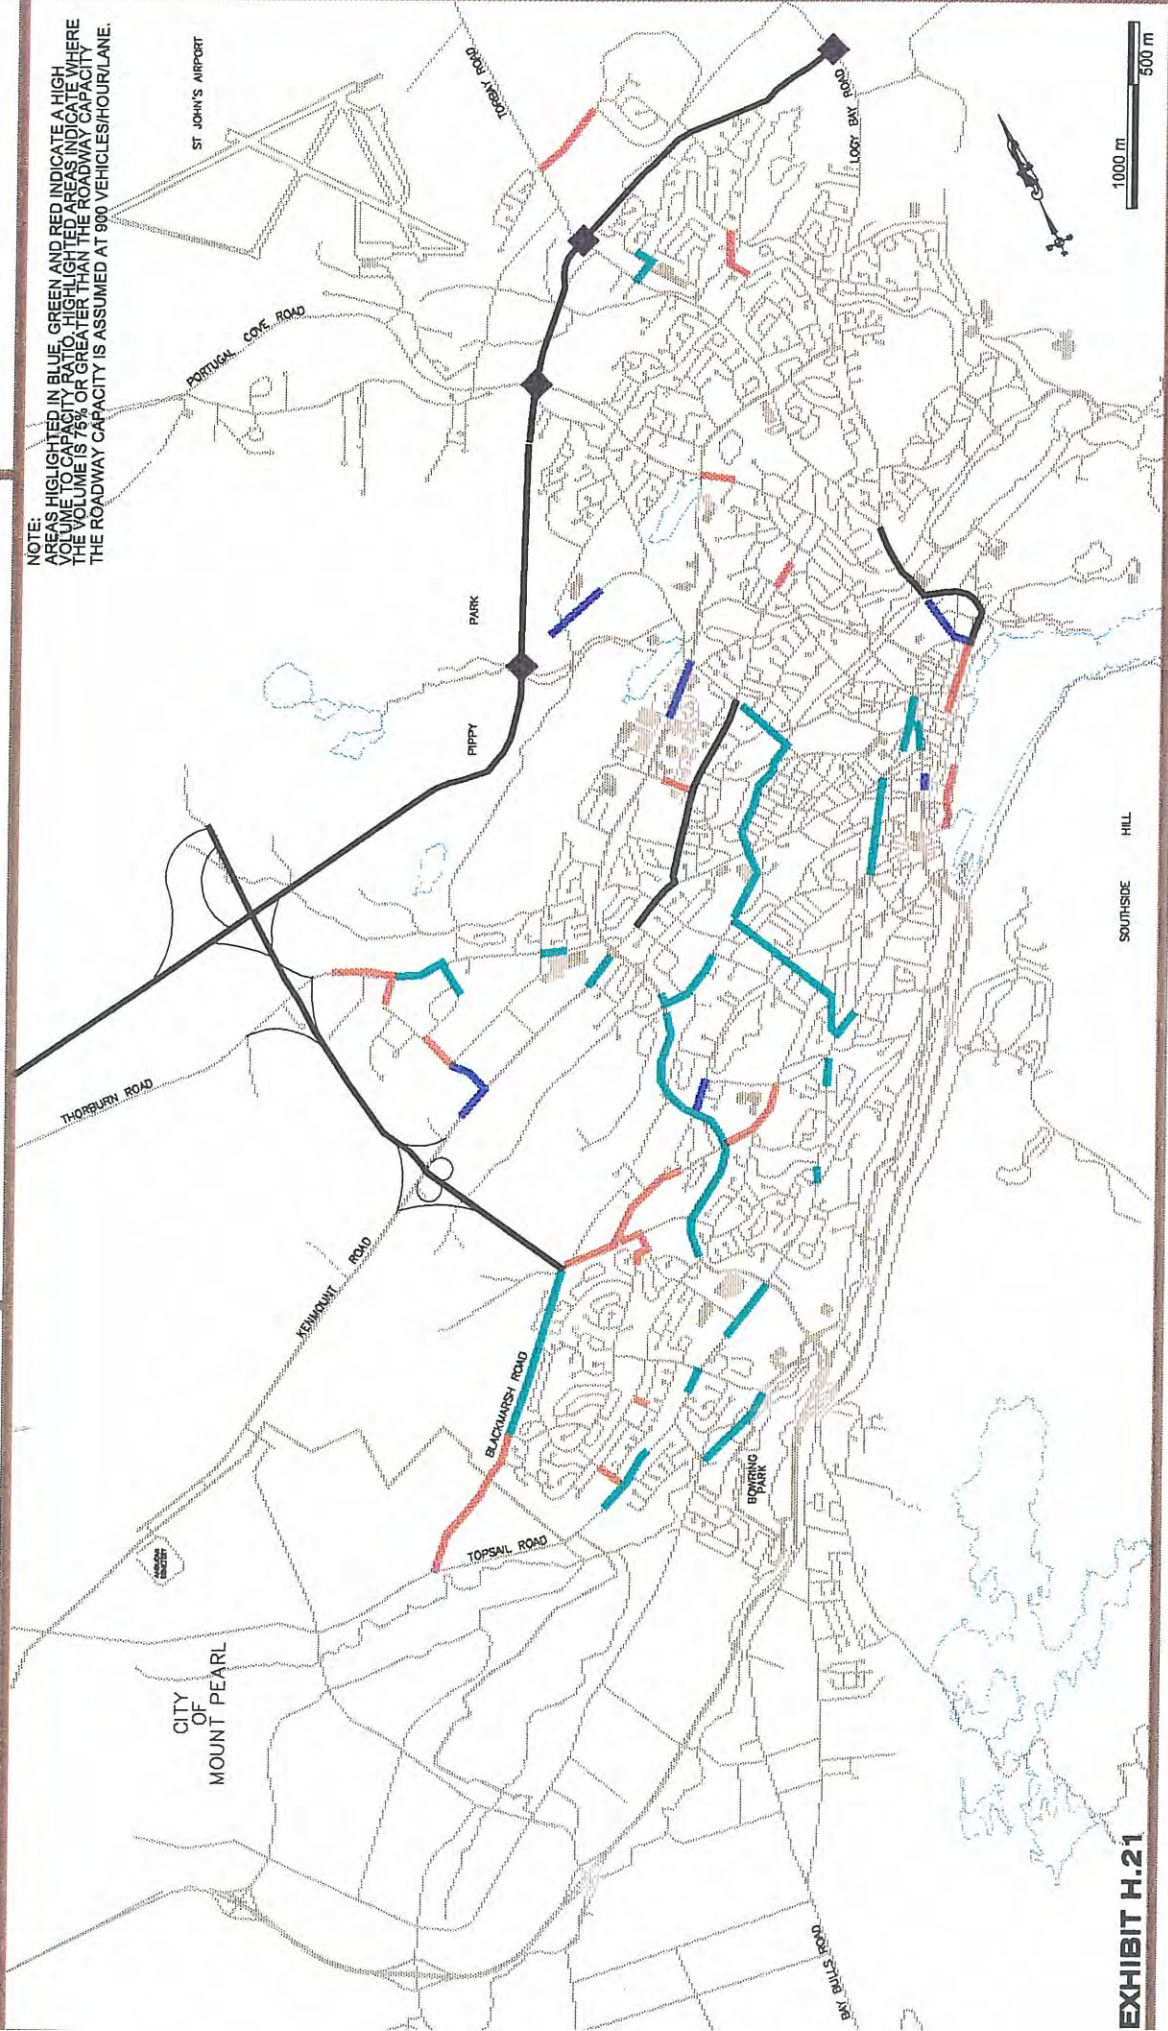 NOTE:
AREAS HIGLIGHTED IN BLUE, GREEN AND RED INDICATE A HIGH
VOLUME TO CAPACITY RATIO. HIGHLIGHTED AREAS INDICATE WHERE
THE VOLUME IS 75% OR GREATER THAN THE ROADWAY CAPACITY
THE ROADWAY CAPACITY IS ASSUMED AT 900 VEHICLES/HOUR/LANE.
ST JOHN'S AIRPORT
TORBAY ROAD
LOGY BAY ROAD
500 m
1000 m
PORTUGAL COVE ROAD
PIPPY PARK
SOUTHSIDE HILL
THORBURN ROAD
KENMOUNT ROAD
BLACKMARSH ROAD
BOWRING
PARK
TOPSAIL ROAD
CITY
OF
MOUNT PEARL
BAY BULLS ROAD
EXHIBIT H.21